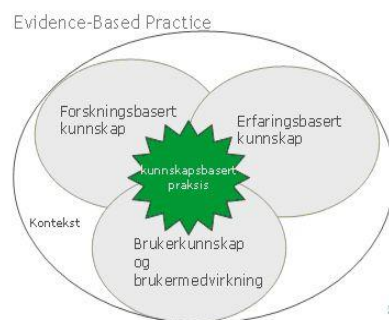 Evidence-Based Practice
Forskningsbasert
kunnskap
Erfaringsbasert
kunnskap
kunnskapsbasert
praksis
Kontekst
Brukerkunnskap
og
brukermedvirkning